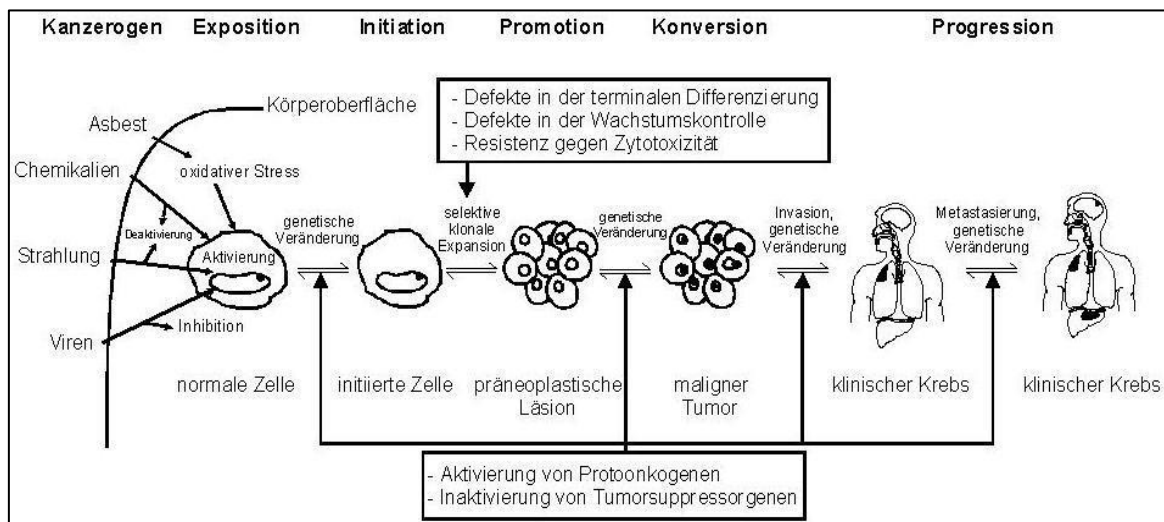 Kanzerogen Exposition Initiation Promotion Konversion Progression
Körperoberfläche
Asbest
Chemikalien
oxidativer Stress
Deaktivierung
Strahlung
Aktivierung
Viren
Inhibition
- Defekte in der terminalen Differenzierung
- Defekte in der Wachstumskontrolle
- Resistenz gegen Zytotoxizität
genetische
Veränderung
selektive
klonale
Expansion
genetische
Veränderung
Invasion,
genetische
Veränderung
Metastasierung,
genetische
Veränderung
normale Zelle
initiierte Zelle
präneoplastische
Läsion
maligner
Tumor
klinischer Krebs
klinischer Krebs
- Aktivierung von Protoonkogenen
- Inaktivierung von Tumorsuppressorgenen